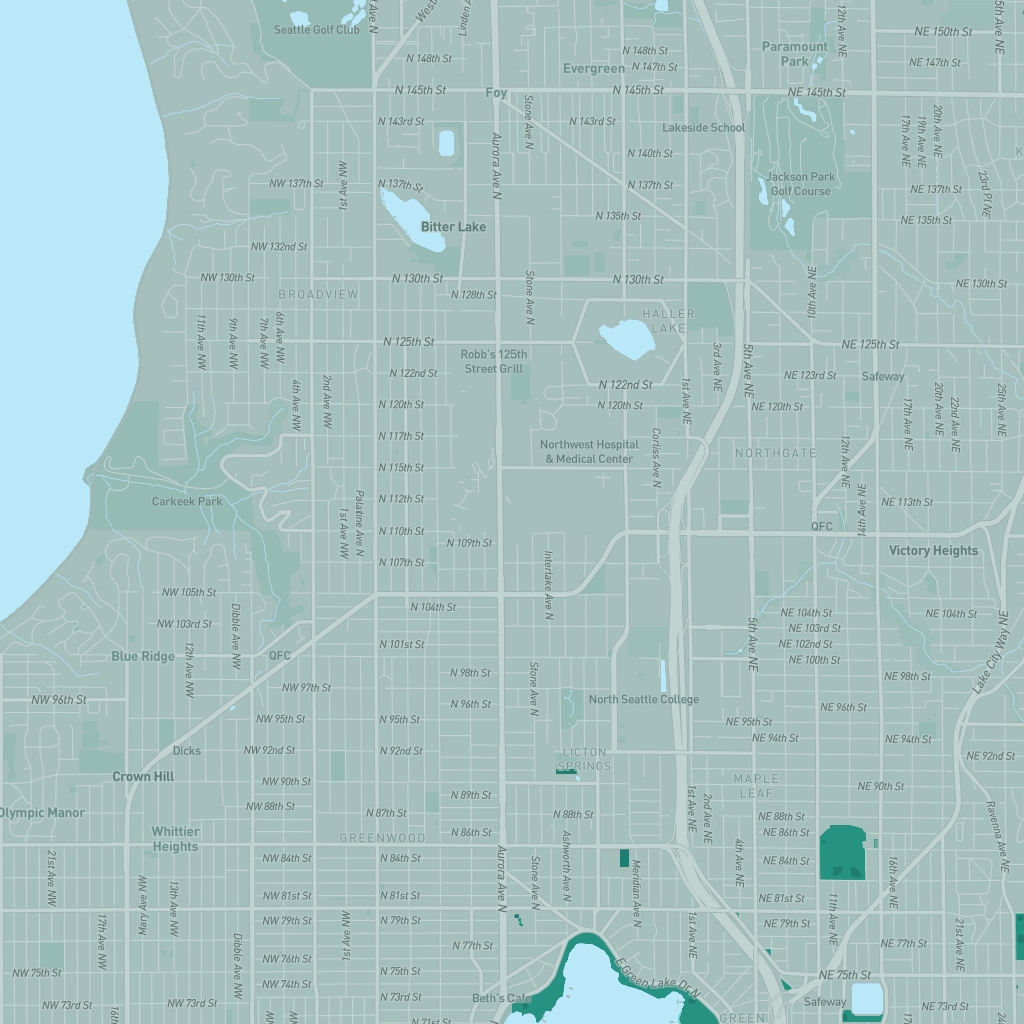 Seattle Golf Club
Ave N
West
Linden
N 148th St
N 148th St
N 147th St
Evergreen
Paramount
Park
12th Ave NE
NE 150th St
5th Ave NE
NE 147th St
N 145th St
Foy
N 145th St
NE 145th St
N 143rd St
Stone Ave N
N 143rd St
Lakeside School
20th Ave NE
19th Ave NE
17th Ave NE
Aurora Ave N
N 140th St
1st Ave NW
NW 137th St
N 137th St
N 137th St
Jackson Park
Golf Course
NE 137th St
23rd Pl NE
Bitter Lake
N 135th St
NE 135th St
NW 132nd St
NW 130th St
N 130th St
N 130th St
10th Ave NE
NE 130th St
BROADVIEW
N 128th St
Stone Ave N
HALLER
LAKE
11th Ave NW
9th Ave NW
7th Ave NW
6th Ave NW
N 125th St
NE 125th St
Robb's 125th
Street Grill
3rd Ave NE
5th Ave NE
N 122nd St
N 122nd St
NE 123rd St
Safeway
4th Ave NW
2nd Ave NW
N 120th St
N 120th St
1st Ave NE
NE 120th St
17th Ave NE
20th Ave NE
22nd Ave NE
25th Ave NE
N 117th St
Northwest Hospital
& Medical Center
Corliss Ave N
NORTHGATE
12th Ave NE
N 115th St
Carkeek Park
Palatine Ave N
1st Ave NW
N 112th St
14th Ave NE
NE 113th St
N 110th St
QFC
N 109th St
Interlake Ave N
Victory Heights
N 107th St
NW 105th St
N 104th St
NE 104th St
NE 104th St
NW 103rd St
Dibble Ave NW
NE 103rd St
5th Ave NE
Lake City Way NE
12th Ave NW
N 101st St
NE 102nd St
Blue Ridge
QFC
NE 100th St
N 98th St
Stone Ave N
NE 98th St
NW 97th St
NW 96th St
N 96th St
North Seattle College
NE 96th St
NW 95th St
N 95th St
NE 95th St
NE 94th St
NE 94th St
Dicks
NW 92nd St
N 92nd St
LICTON
SPRINGS
NE 92nd St
Crown Hill
NW 90th St
MAPLE
LEAF
NE 90th St
N 89th St
1st Ave NE
2nd Ave NE
Olympic Manor
NW 88th St
N 87th St
N 88th St
NE 88th St
Ravenna Ave NE
Whittier
Heights
GREENWOOD
N 86th St
NE 86th St
21st Ave NW
NW 84th St
N 84th St
Aurora Ave N
Stone Ave N
Ashworth Ave N
Meridian Ave N
4th Ave NE
NE 84th St
16th Ave NE
Mary Ave NW
13th Ave NW
NW 81st St
N 81st St
NE 81st St
11th Ave NE
17th Ave NW
NW 79th St
1st Ave NW
N 79th St
1st Ave NE
NE 79th St
21st Ave NE
Dibble Ave NW
N 77th St
NE 77th St
NW 76th St
NW 75th St
N 75th St
E Green Lake Dr N
NE 75th St
NW 74th St
NW 73rd St
NW 73rd St
N 73rd St
Beth's Cafe
Safeway
NE 73rd St
16th
N 71st St
GREEN
17th
24th